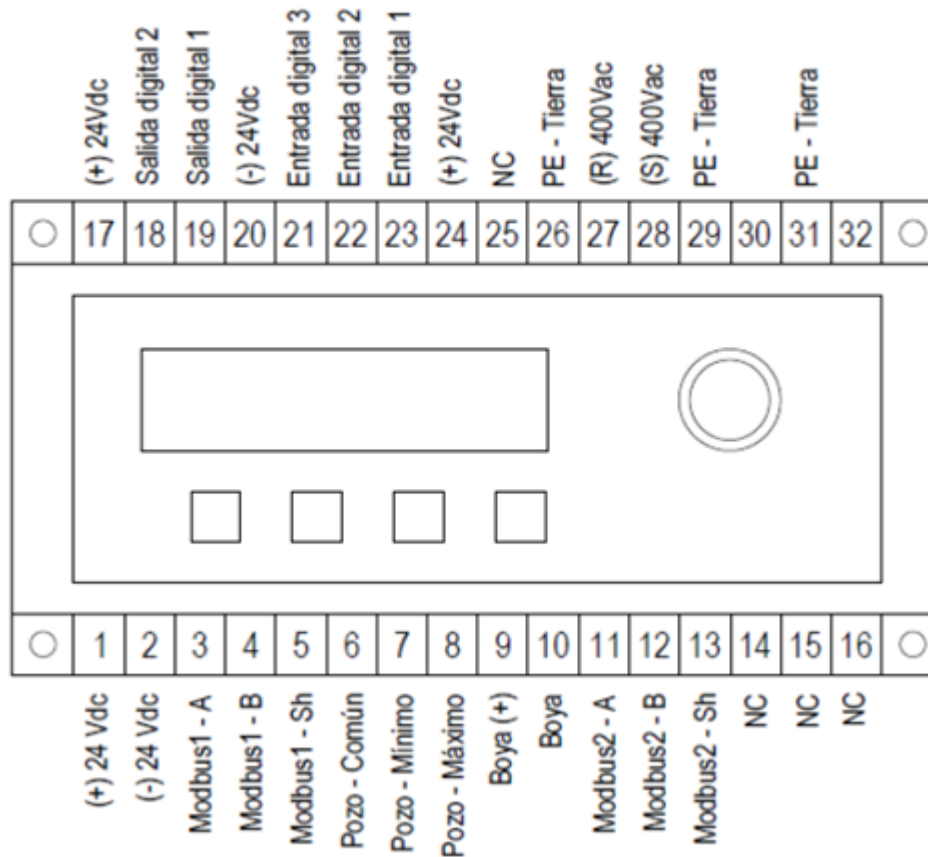 (+) 24Vdc
Salida digital 2
Salida digital 1
(-) 24Vdc
Entrada digital 3
Entrada digital 2
Entrada digital 1
(+) 24Vdc
NC
PE - Tierra
(R) 400Vac
(S) 400Vac
PE - Tierra
PE - Tierra
17 18 19 20 21 22 23 24 25 26 27 28 29 30 31 32
1 2 3 4 5 6 7 8 9 10 11 12 13 14 15 16
(+) 24 Vdc
(-) 24 Vdc
Modbus1 - A
Modbus1 - B
Modbus1 - Sh
Pozo - Común
Pozo - Mínimo
Pozo - Máximo
Boya (+)
Boya
Modbus2 - A
Modbus2 - B
Modbus2 - Sh
NC
NC
NC